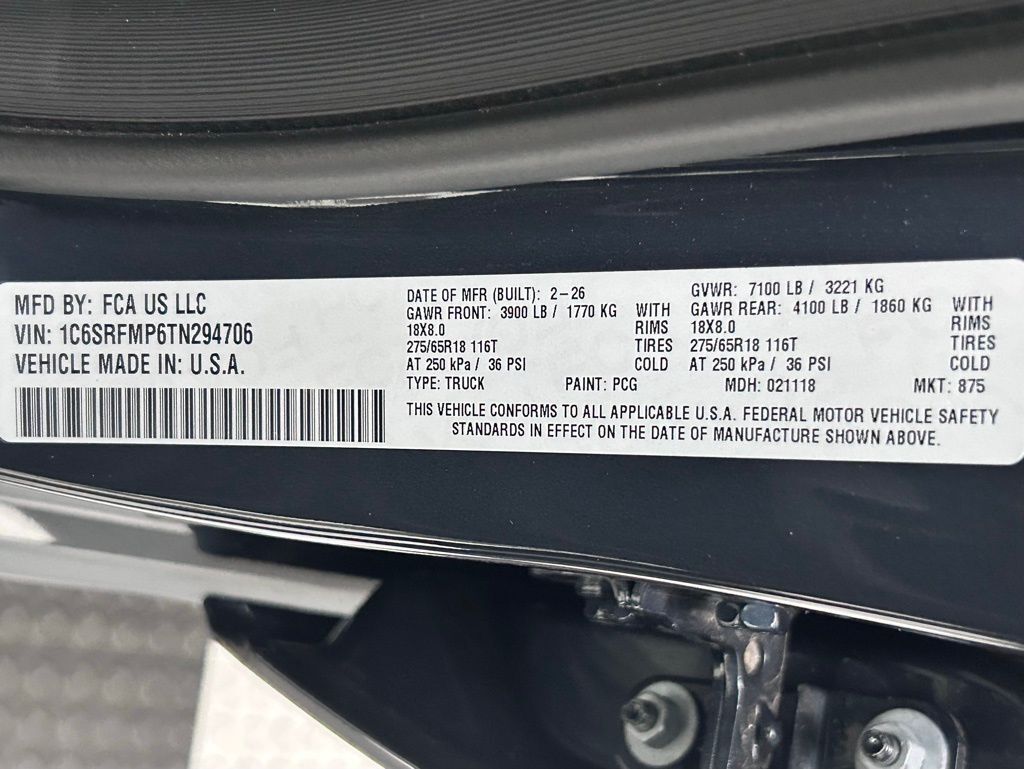 MFD BY: FCA US LLC
VIN: 1C6SRFMP6TN294706
VEHICLE MADE IN: U.S.A.
DATE OF MFR (BUILT): 2-26 GVWR: 7100 LB / 3221 KG
GAWR FRONT: 3900 LB / 1770 KG WITH GAWR REAR: 4100 LB / 1860 KG WITH
18X8.0 RIMS 18X8.0 RIMS
275/65R18 116T TIRES 275/65R18 116T TIRES
AT 250 kPa / 36 PSI COLD AT 250 kPa / 36 PSI COLD
TYPE: TRUCK PAINT: PCG MDH: 021118 MKT: 875
THIS VEHICLE CONFORMS TO ALL APPLICABLE U.S.A. FEDERAL MOTOR VEHICLE SAFETY
STANDARDS IN EFFECT ON THE DATE OF MANUFACTURE SHOWN ABOVE.